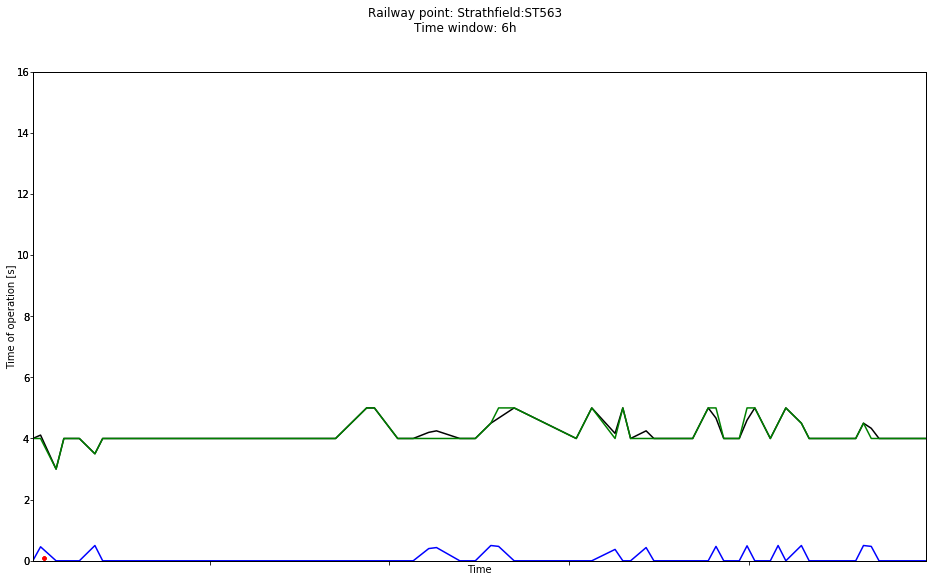 Railway point: Strathfield:ST563
Time window: 6h
16
14
12
10
8
6
4
2
0
Time of operation [s]
Time